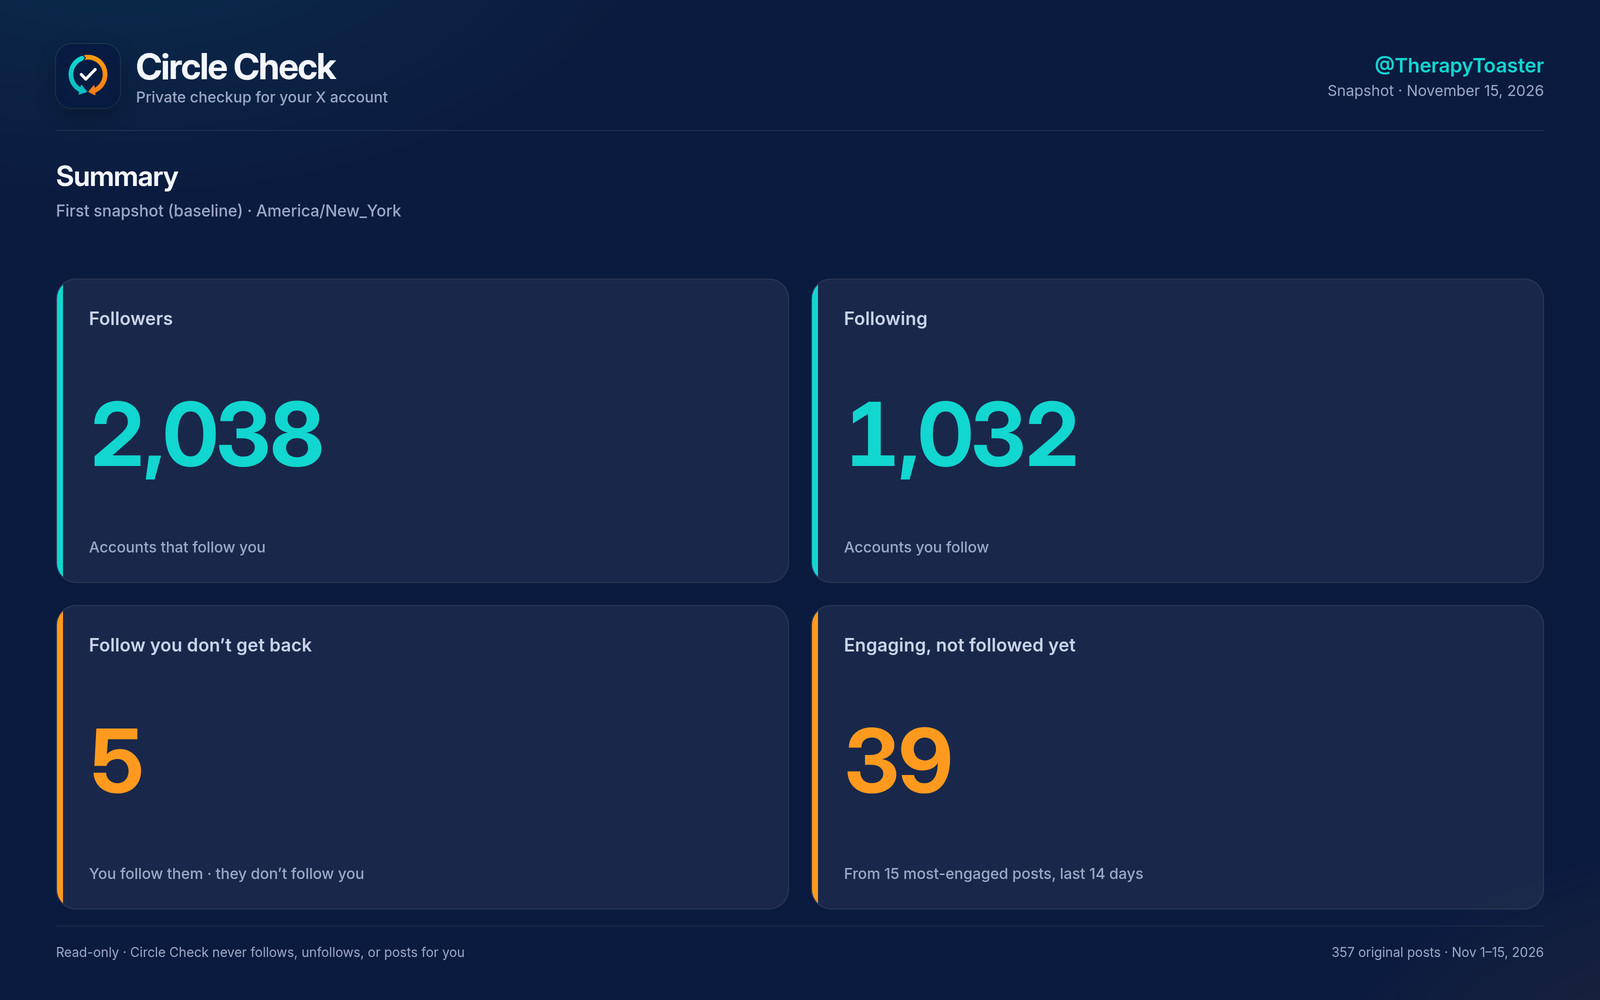 Circle Check
Private checkup for your X account
@TherapyToaster
Snapshot · November 15, 2026
Summary
First snapshot (baseline) · America/New_York
Followers
2,038
Accounts that follow you
Following
1,032
Accounts you follow
Follow you don’t get back
5
You follow them · they don’t follow you
Engaging, not followed yet
39
From 15 most-engaged posts, last 14 days
Read-only · Circle Check never follows, unfollows, or posts for you
357 original posts · Nov 1–15, 2026